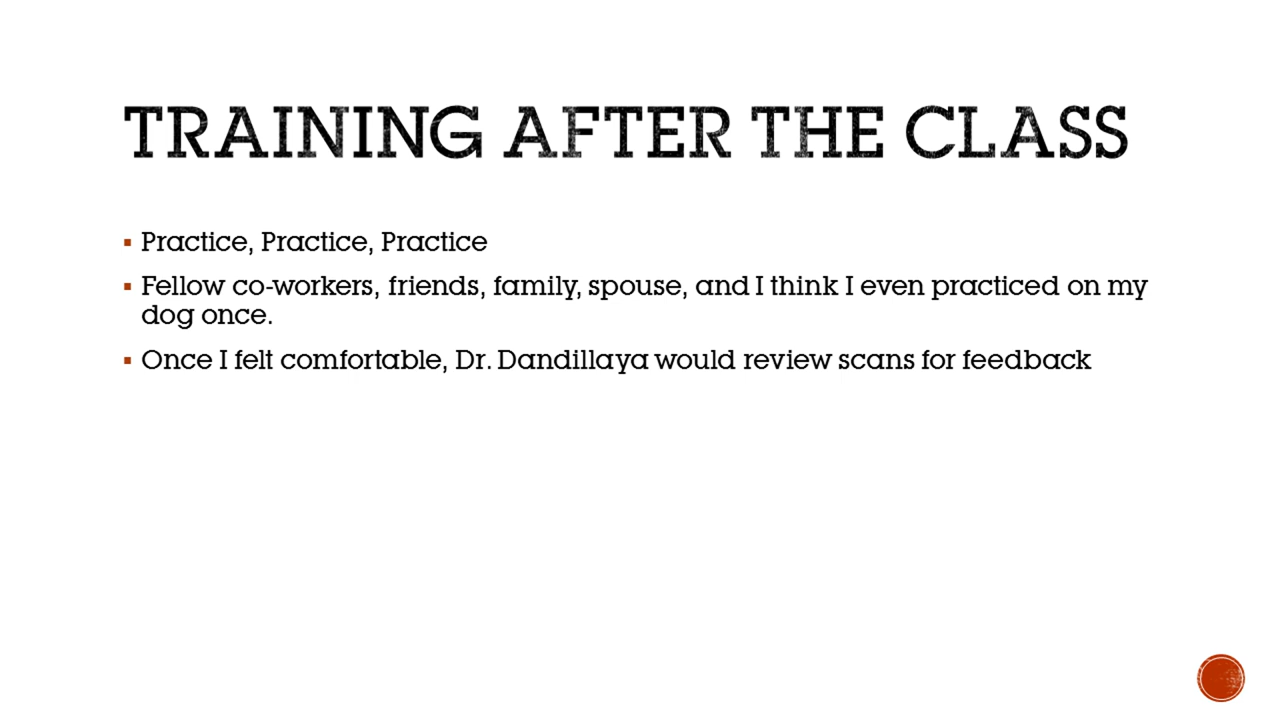 TRAINING AFTER THE CLASS
Practice, Practice, Practice
Fellow co-workers, friends, family, spouse, and I think I even practiced on my
dog once.
Once I felt comfortable, Dr. Dandillaya would review scans for feedback